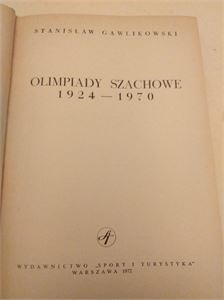 STANISŁAW GAWLIKOWSKI
OLIMPIADY SZACHOWE
1924—1970
WYDAWNICTWO „SPORT I TURYSTYKA"
WARSZAWA 1972